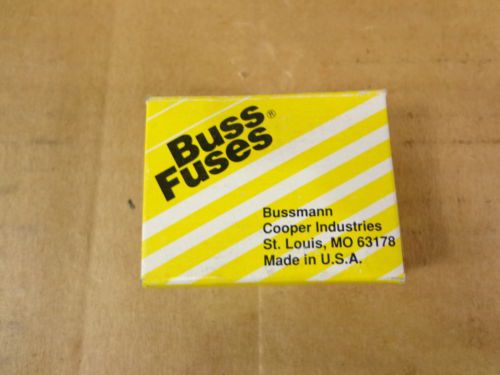 Buss®
Fuses
Bussmann
Cooper Industries
St. Louis, MO 63178
Made in U.S.A.